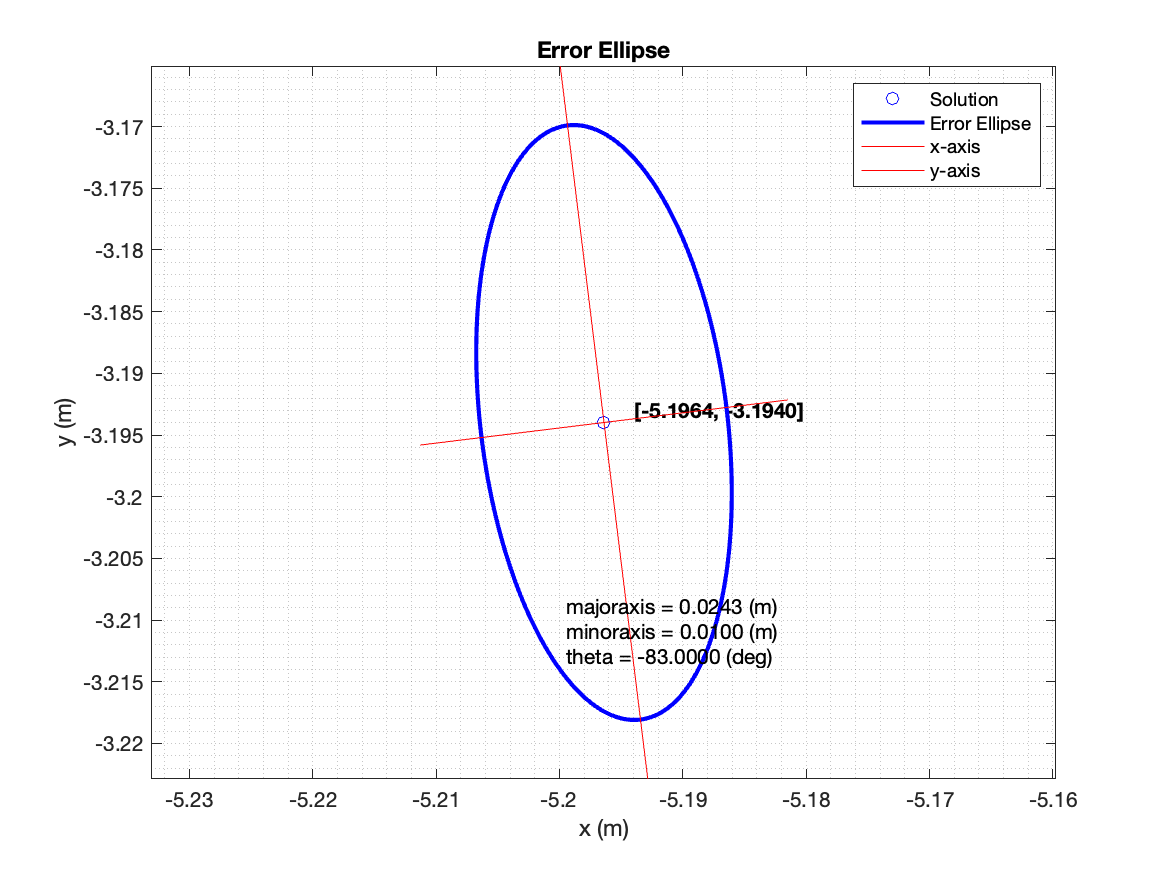 Error Ellipse
Solution
Error Ellipse
x-axis
y-axis
-3.17
-3.175
-3.18
-3.185
-3.19
-3.195
-3.2
-3.205
-3.21
-3.215
-3.22
y (m)
[-5.1964, -3.1940]
majoraxis = 0.0243 (m)
minoraxis = 0.0100 (m)
theta = -83.0000 (deg)
-5.23
-5.22
-5.21
-5.2
-5.19
-5.18
-5.17
-5.16
x (m)